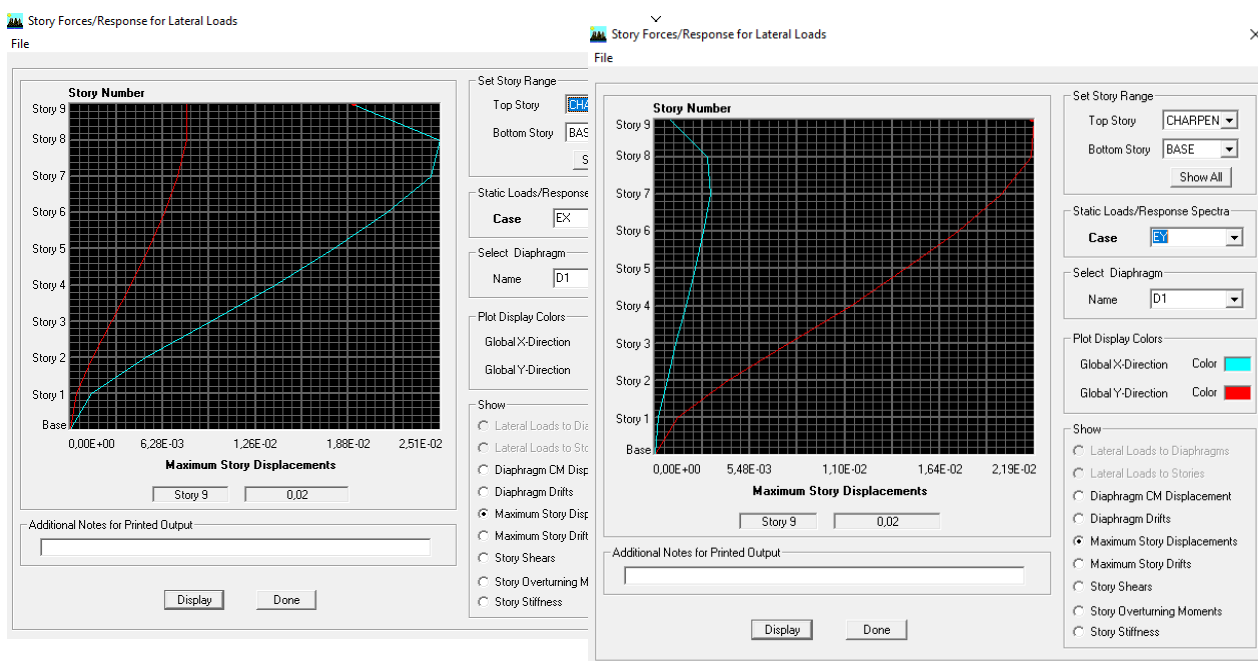 Story Forces/Response for Lateral Loads
File
Story Number
Story 9
Story 8
Story 7
Story 6
Story 5
Story 4
Story 3
Story 2
Story 1
Base
0,00E+00 6,28E-03 1,26E-02 1,88E-02 2,51E-02
Maximum Story Displacements
Story 9 0,02
Additional Notes for Printed Output
Display Done
Set Story Range
Top Story CHA
Bottom Story BAS
S
Static Loads/Response
Case EX
Select Diaphragm
Name D1
Plot Display Colors
Global X-Direction
Global Y-Direction
Show
Lateral Loads to Dia
Lateral Loads to Sto
Diaphragm CM Disp
Diaphragm Drifts
Maximum Story Disp
Maximum Story Drift
Story Shears
Story Overturning M
Story Stiffness
Story Forces/Response for Lateral Loads
File
Story Number
Story 9
Story 8
Story 7
Story 6
Story 5
Story 4
Story 3
Story 2
Story 1
Base
0,00E+00 5,48E-03 1,10E-02 1,64E-02 2,19E-02
Maximum Story Displacements
Story 9 0,02
Additional Notes for Printed Output
Display Done
Set Story Range
Top Story CHARPEN
Bottom Story BASE
Show All
Static Loads/Response Spectra
Case EY
Select Diaphragm
Name D1
Plot Display Colors
Global X-Direction Color
Global Y-Direction Color
Show
Lateral Loads to Diaphragms
Lateral Loads to Stories
Diaphragm CM Displacement
Diaphragm Drifts
Maximum Story Displacements
Maximum Story Drifts
Story Shears
Story Overturning Moments
Story Stiffness